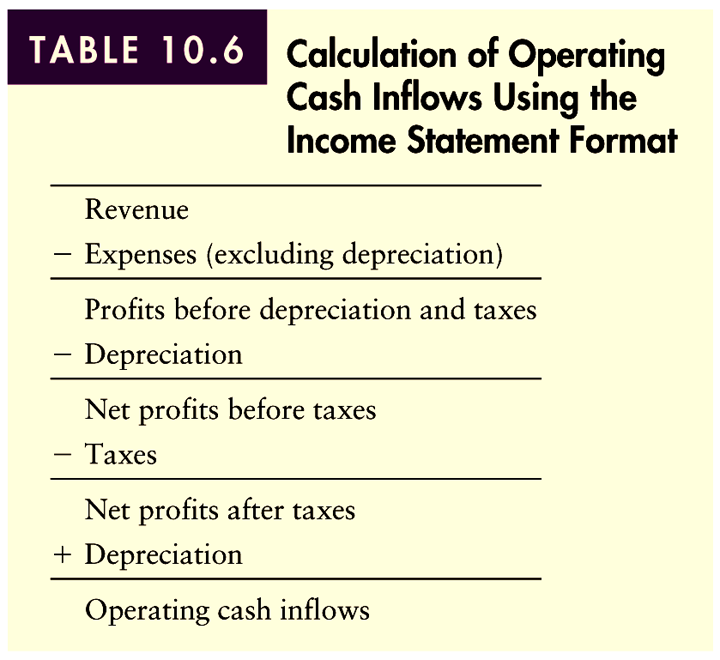 TABLE 10.6
Calculation of Operating
Cash Inflows Using the
Income Statement Format
Revenue
− Expenses (excluding depreciation)
Profits before depreciation and taxes
− Depreciation
Net profits before taxes
− Taxes
Net profits after taxes
+ Depreciation
Operating cash inflows